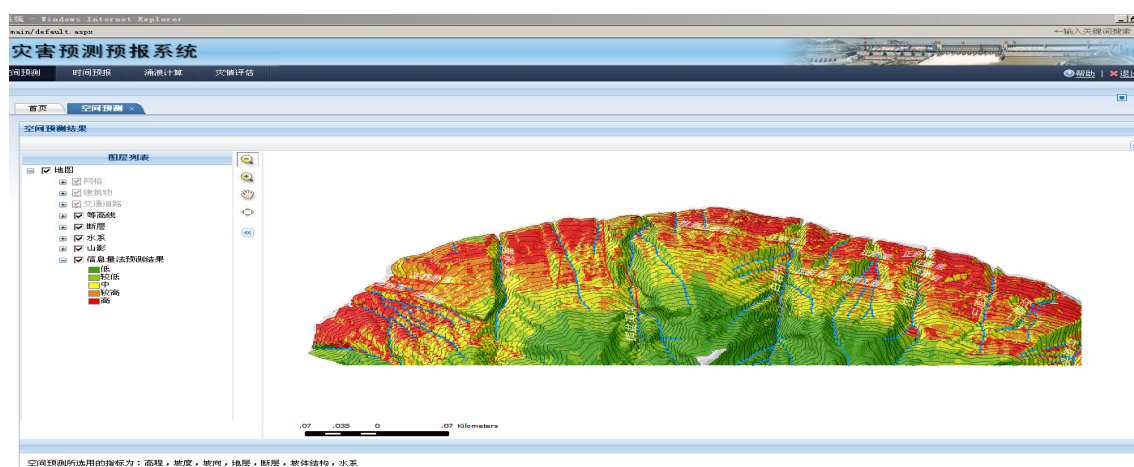 系统 - Windows Internet Explorer
main/default.aspx
输入关键词搜索
灾害预测预报系统
间预测 时间预报 涌浪计算 灾情评估
帮助 | 退出
首页 空间预测 ×
空间预测结果
图层列表
地图
网格
建筑物
交通道路
等高线
断层
水系
山影
信息量法预测结果
低
较低
中
较高
高
.07 .035 0 .07 Kilometers
空间预测所选用的指标为：高程，坡度，坡向，地层，断层，坡体结构，水系